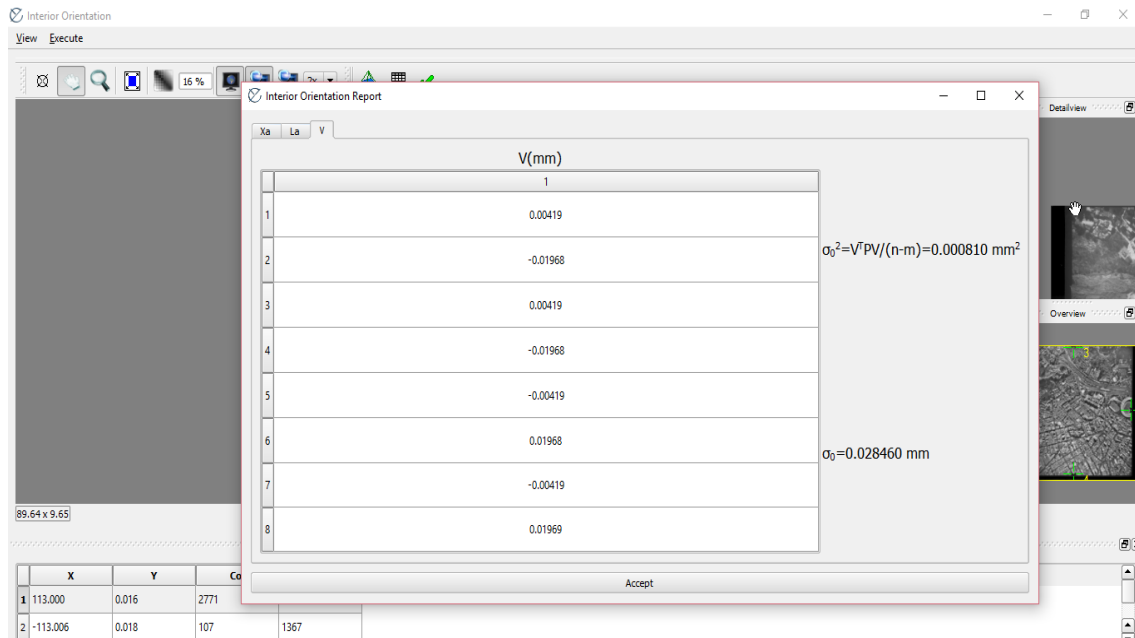 Interior Orientation
View Execute
16 %
2x
Interior Orientation Report
Detailview
Xa La V
V(mm)
1
1 0.00419
2 -0.01968
σ₀²=VᵀPV/(n-m)=0.000810 mm²
3 0.00419
Overview
4 -0.01968
3
5 -0.00419
6 0.01968
σ₀=0.028460 mm
7 -0.00419
89.64 x 9.65
8 0.01969
Accept
X Y
1 113.000 0.016 2771
2 -113.006 0.018 107 1367